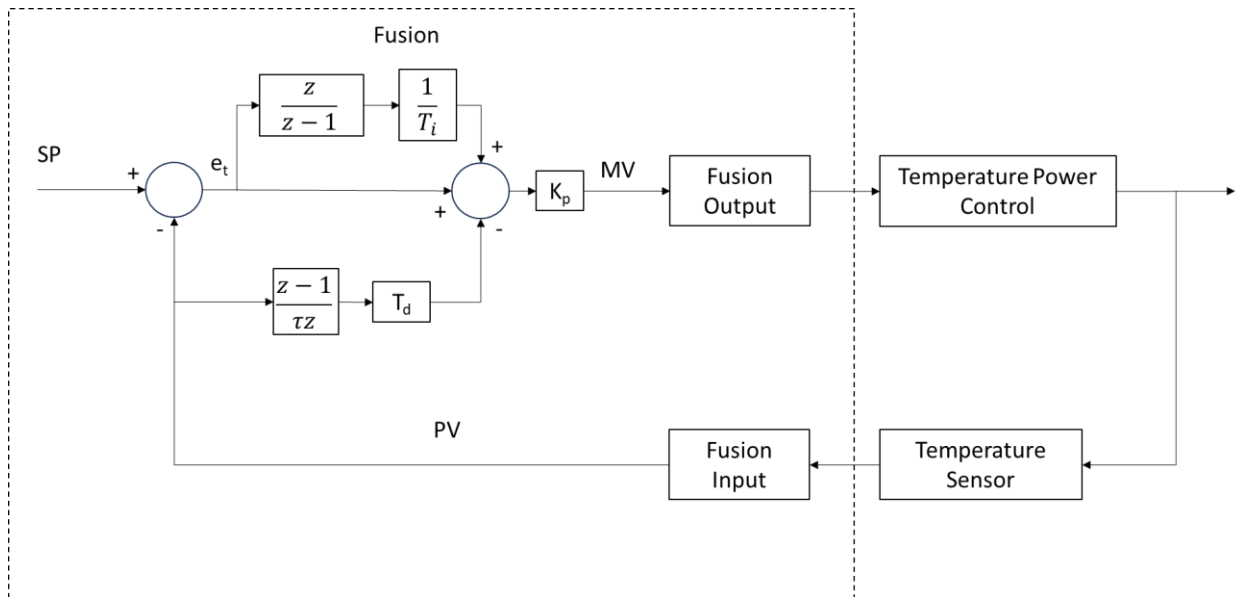 Fusion
z
z − 1
1
T_i
SP
+
e_t
+
+
-
-
K_p
MV
Fusion
Output
Temperature Power
Control
z − 1
τz
T_d
PV
Fusion
Input
Temperature
Sensor